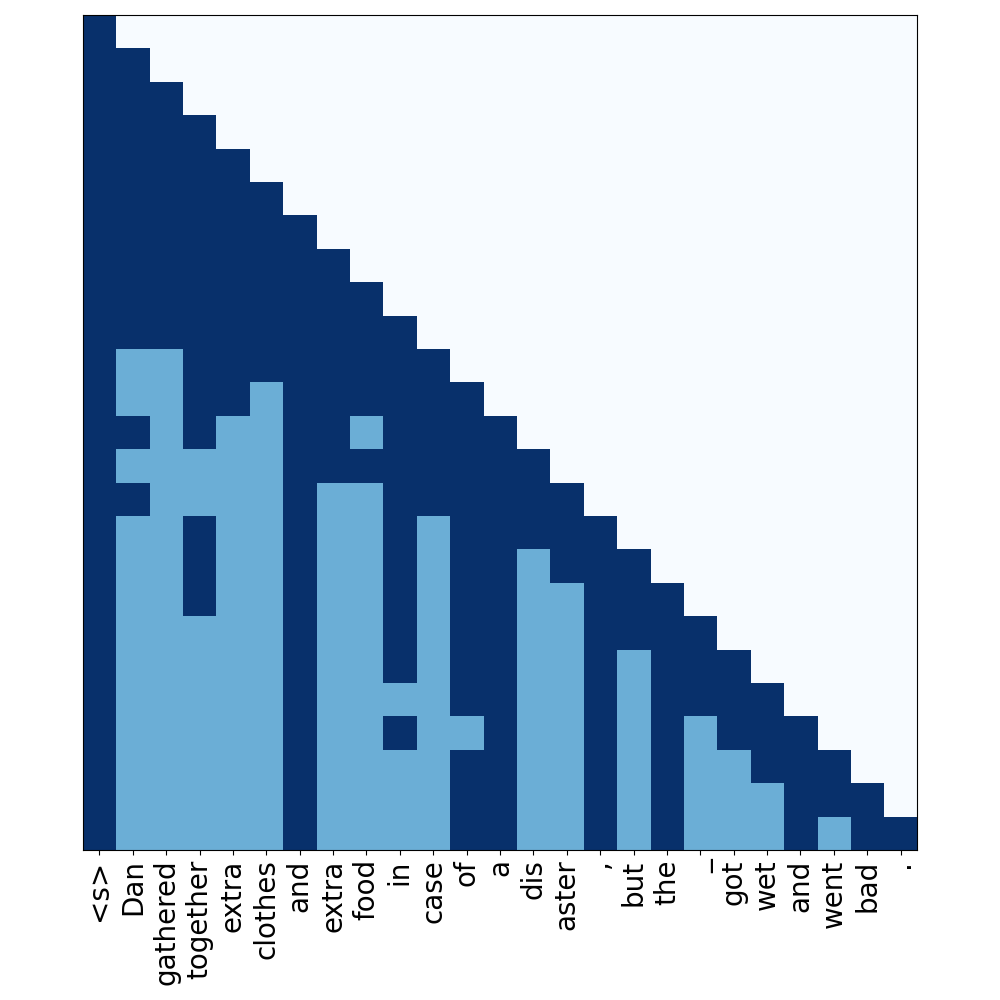 <s> Dan gathered together extra clothes and extra food in case of a dis aster , but the _ got wet and went bad .